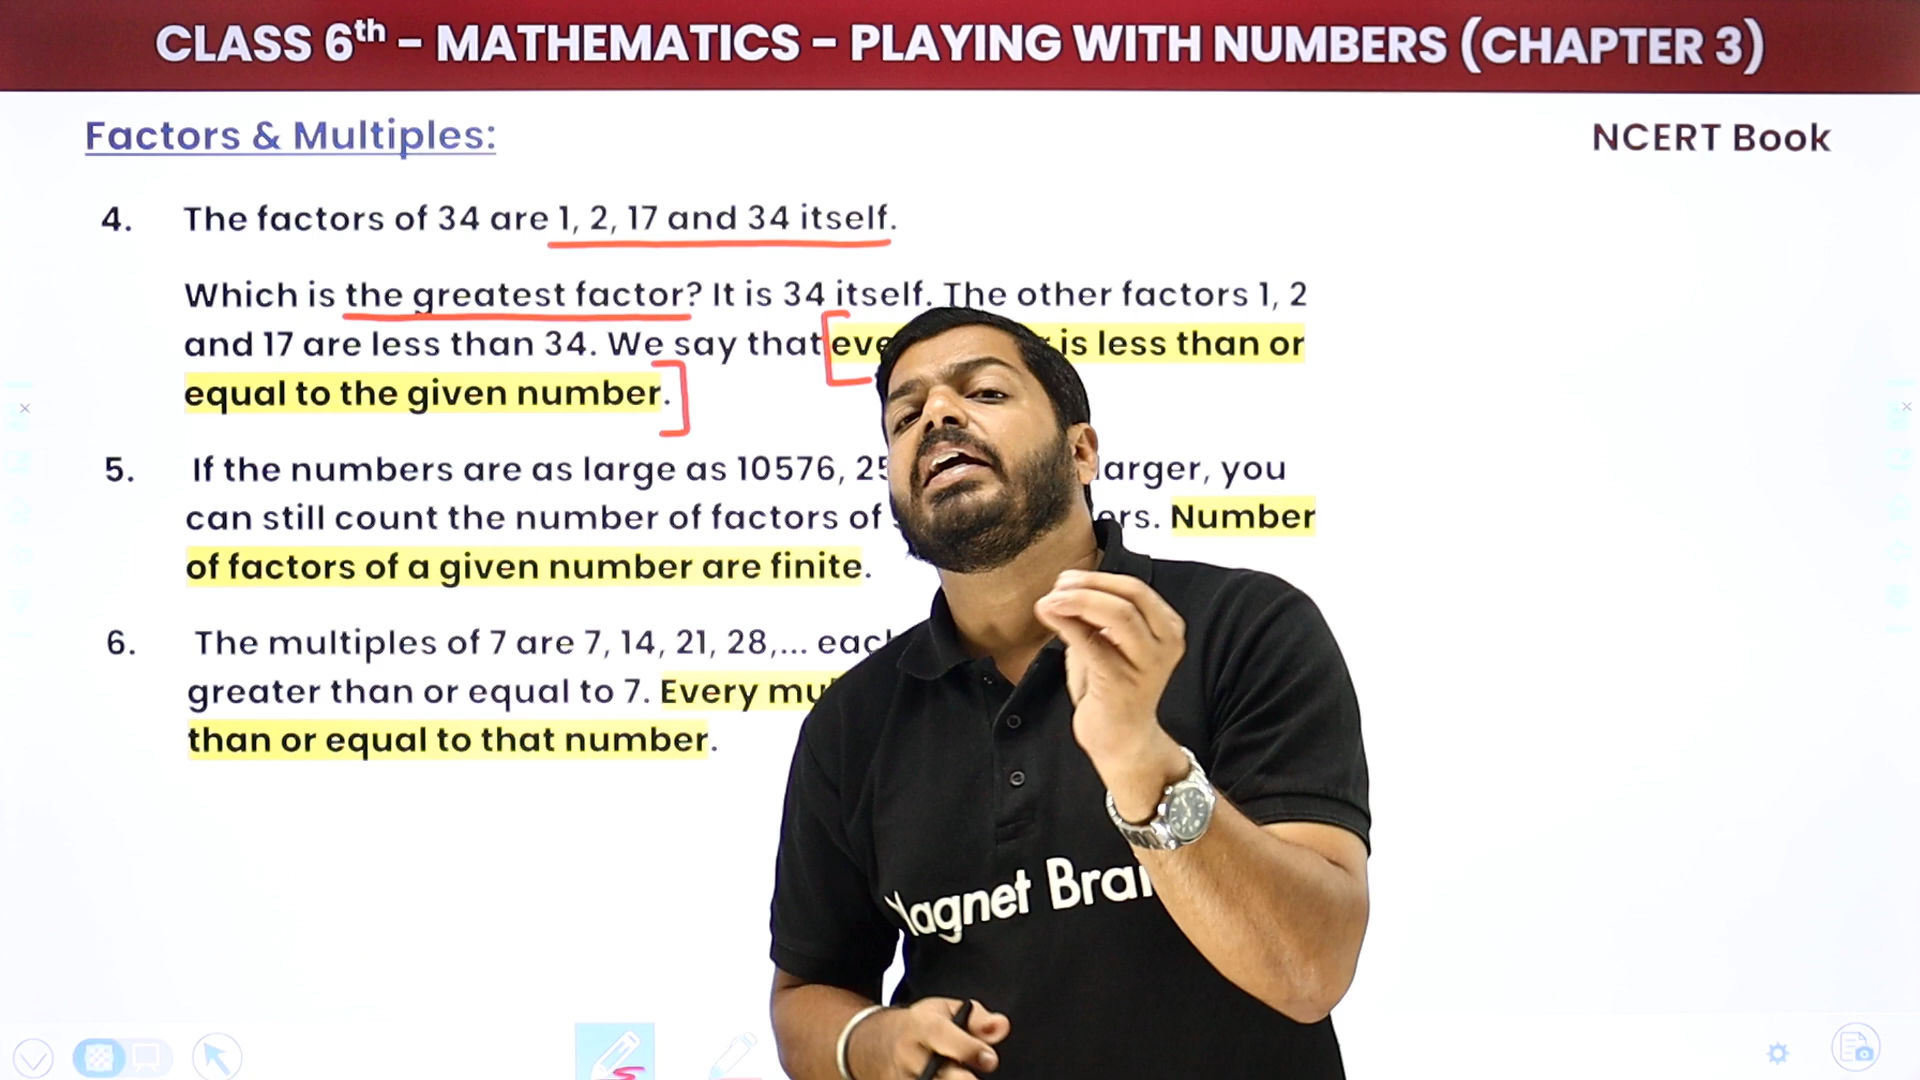 CLASS 6th - MATHEMATICS - PLAYING WITH NUMBERS (CHAPTER 3)
Factors & Multiples:
NCERT Book
4. The factors of 34 are 1, 2, 17 and 34 itself.
Which is the greatest factor? It is 34 itself. The other factors 1, 2
and 17 are less than 34. We say that is less than or
equal to the given number.
5. If the numbers are as large as 10576, larger, you
can still count the number of factors of Number
of factors of a given number are finite.
6. The multiples of 7 are 7, 14, 21, 28,...
greater than or equal to 7. Every
than or equal to that number.
Magnet